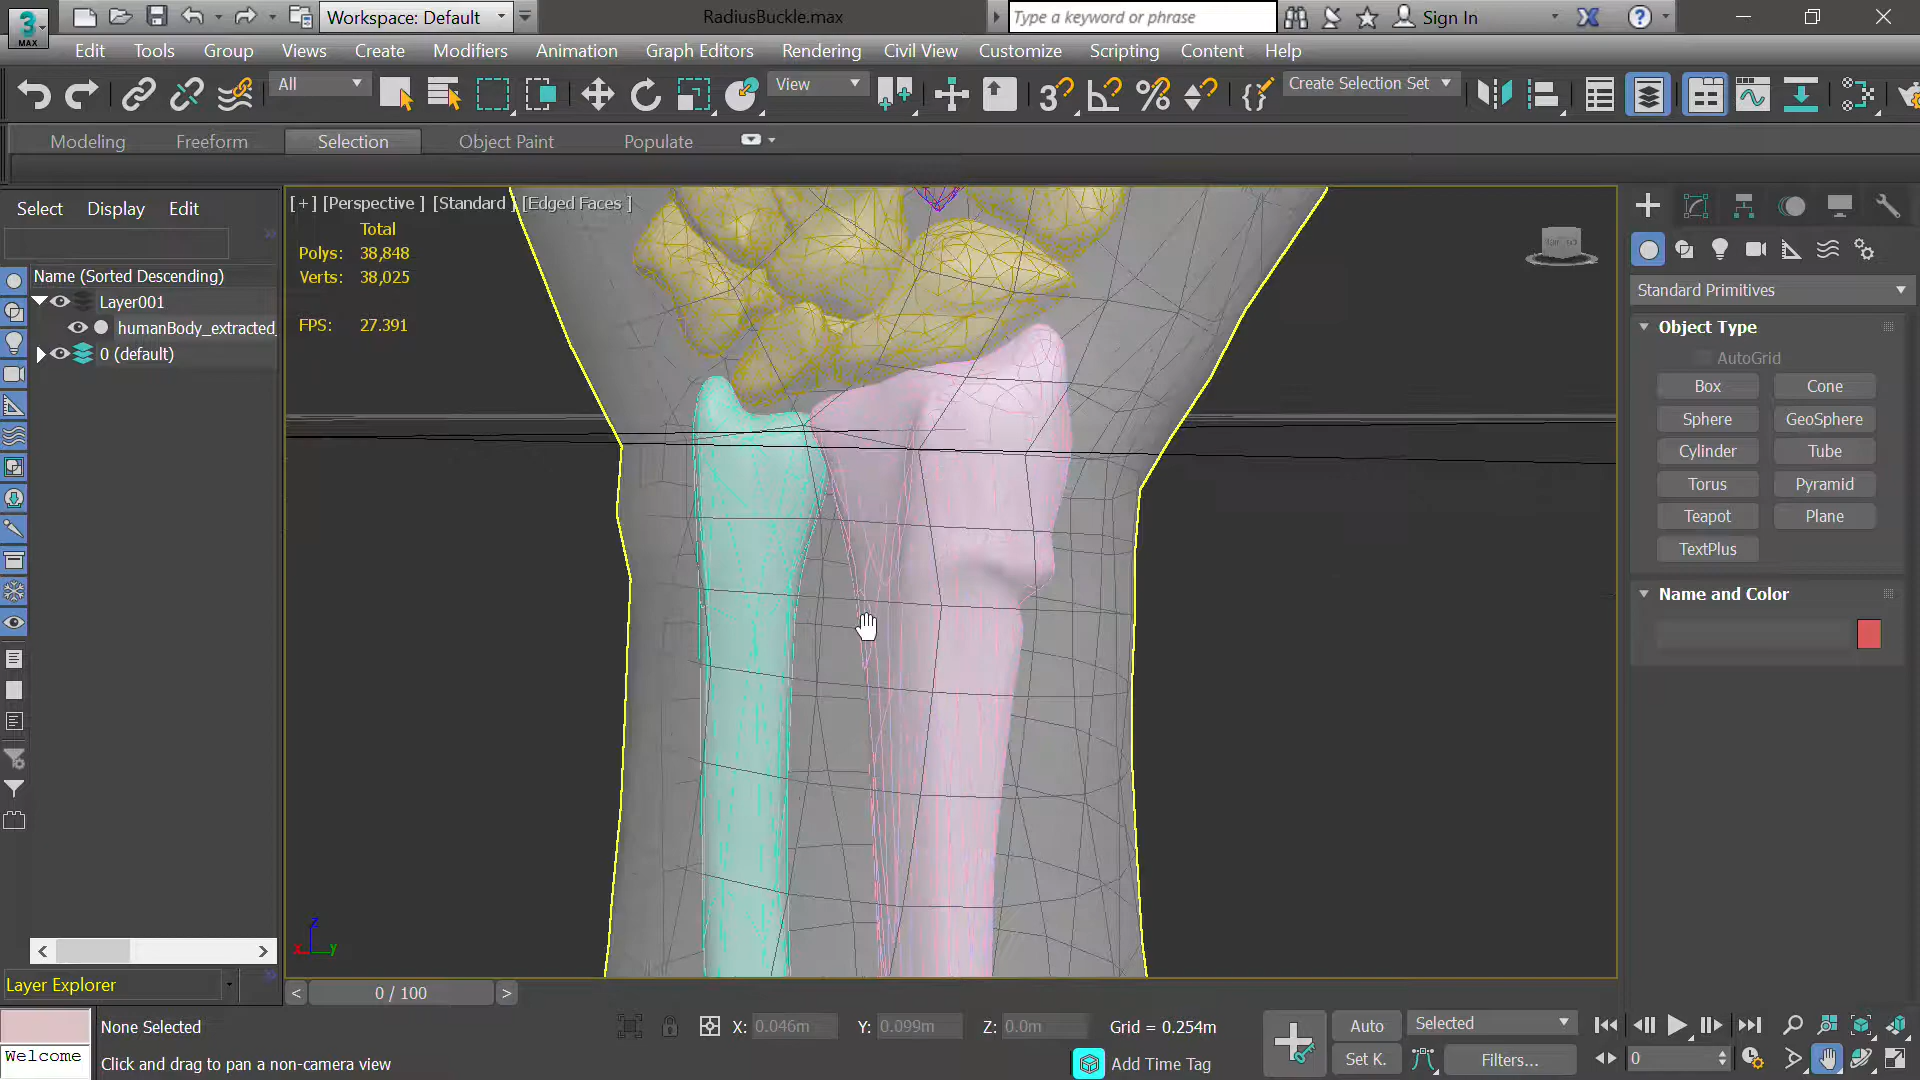 3
MAX
Workspace: Default
RadiusBuckle.max
Type a keyword or phrase
Sign In
Edit Tools Group Views Create Modifiers Animation Graph Editors Rendering Civil View Customize Scripting Content Help
All
View
3
Create Selection Set
Modeling Freeform Selection Object Paint Populate
Select Display Edit
Name (Sorted Descending)
Layer001
humanBody_extracted_
0 (default)
Layer Explorer
[+] [Perspective ] [Standard ] [Edged Faces ]
Total
Polys: 38,848
Verts: 38,025
FPS: 27.391
z
x y
Standard Primitives
Object Type
AutoGrid
Box Cone
Sphere GeoSphere
Cylinder Tube
Torus Pyramid
Teapot Plane
TextPlus
Name and Color
< 0 / 100 >
None Selected
X: 0.046m Y: 0.099m Z: 0.0m Grid = 0.254m
Auto
Selected
Welcome
Click and drag to pan a non-camera view
Add Time Tag
Set K.
Filters...
0